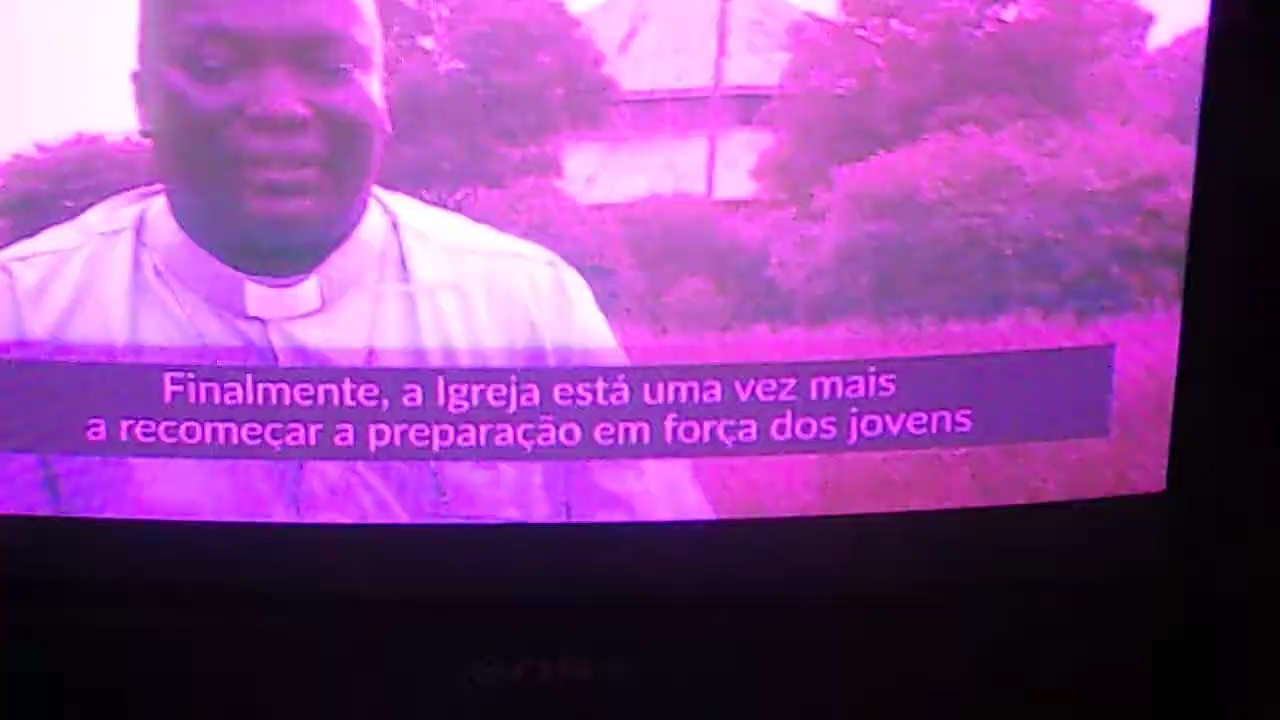 Finalmente, a Igreja está uma vez mais
a recomeçar a preparação em força dos jovens